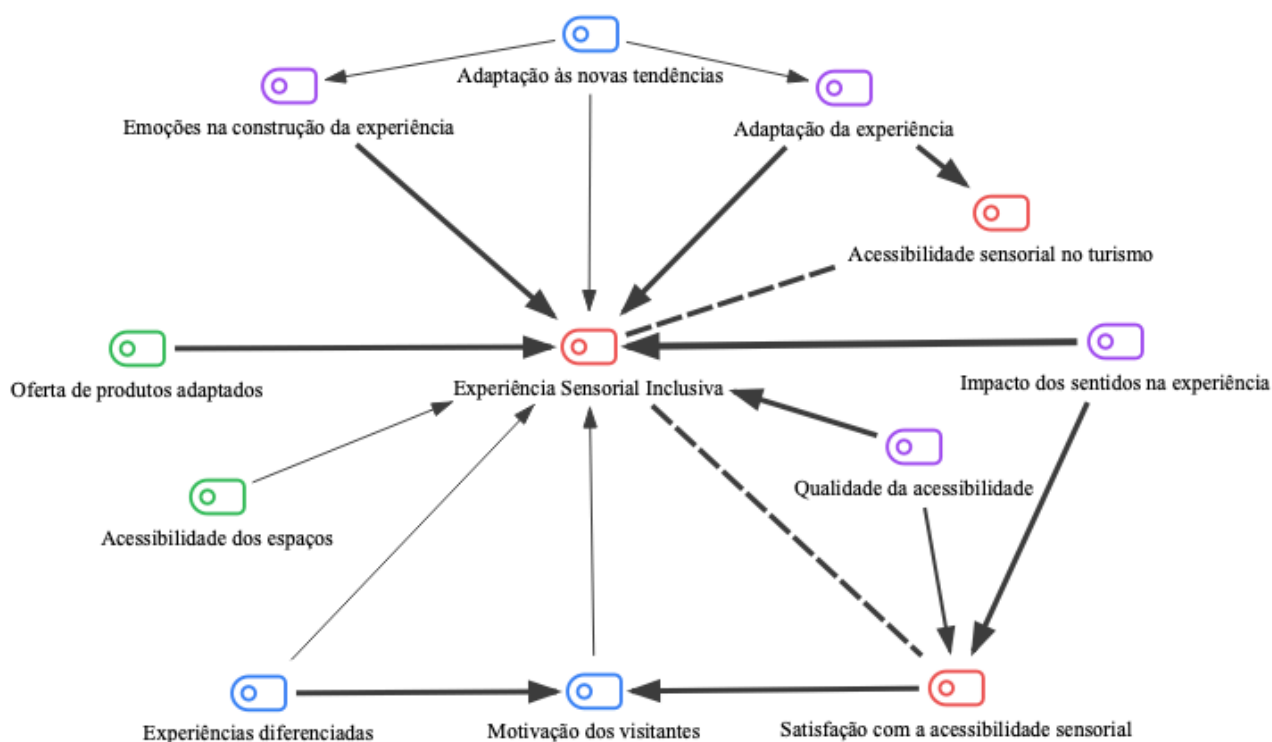 Adaptação às novas tendências
Emoções na construção da experiência
Adaptação da experiência
Acessibilidade sensorial no turismo
Oferta de produtos adaptados
Experiência Sensorial Inclusiva
Impacto dos sentidos na experiência
Qualidade da acessibilidade
Acessibilidade dos espaços
Experiências diferenciadas
Motivação dos visitantes
Satisfação com a acessibilidade sensorial